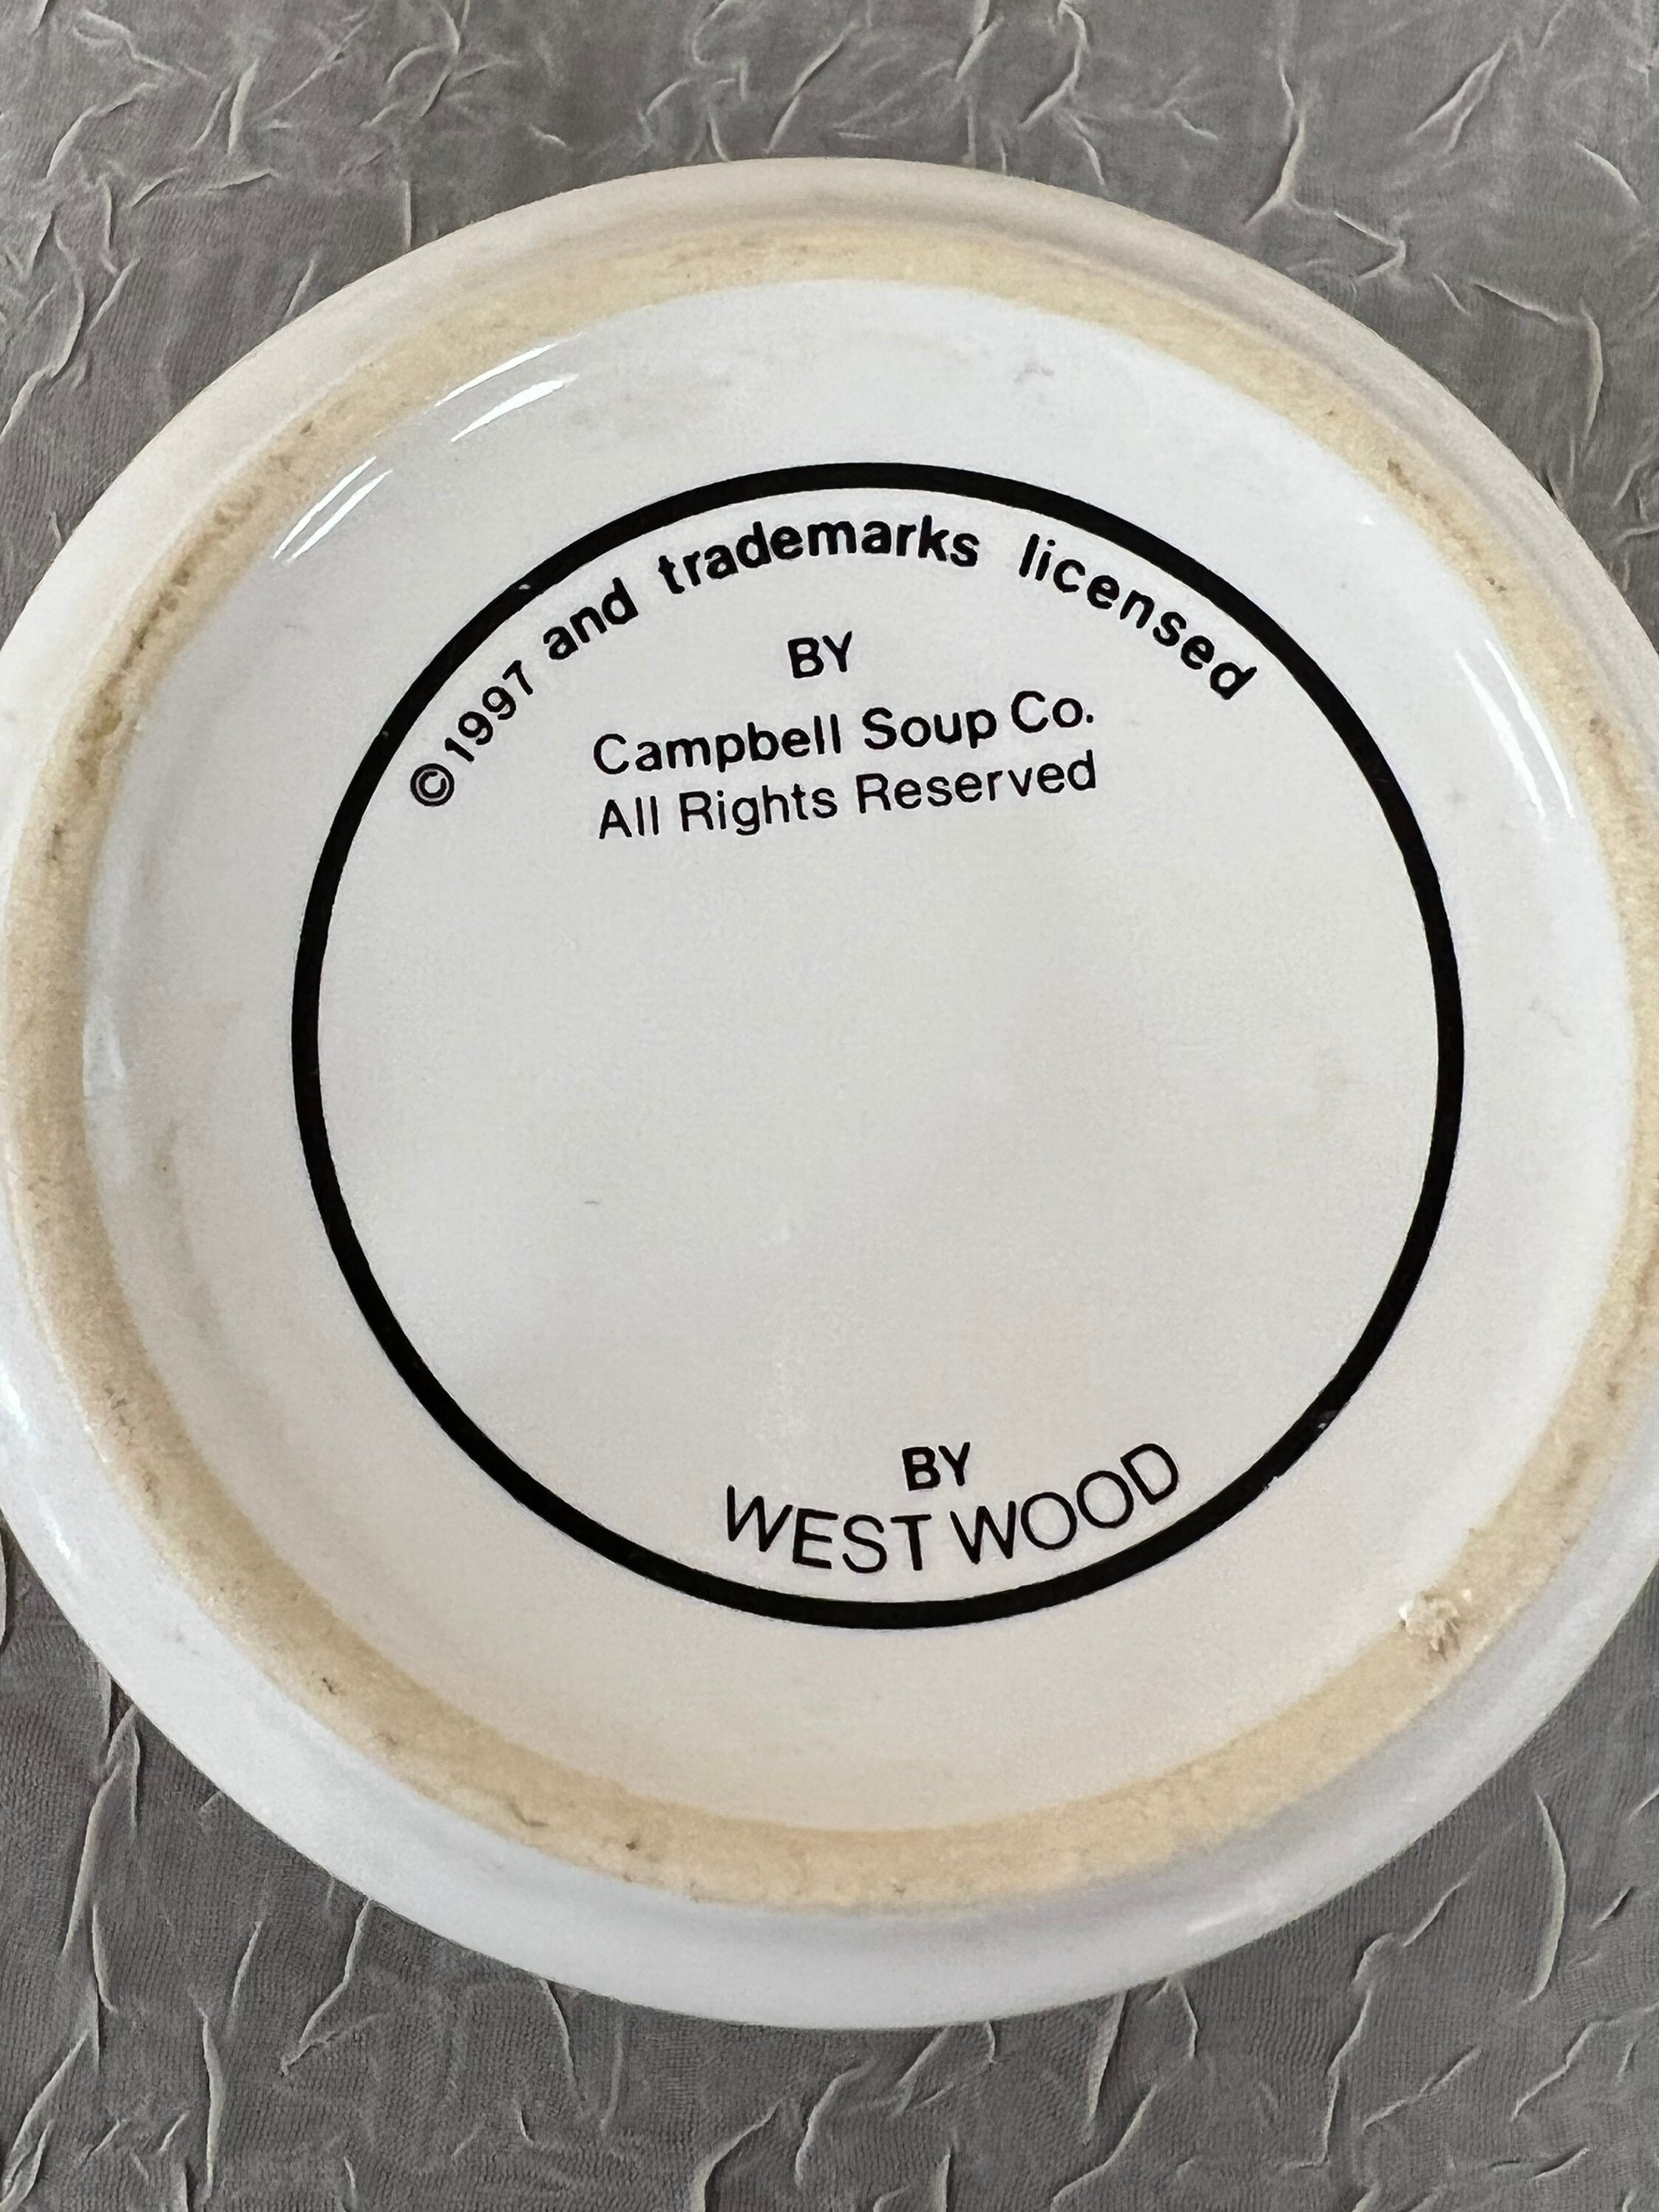 ©1997 and trademarks licensed
BY
Campbell Soup Co.
All Rights Reserved
BY
WEST WOOD